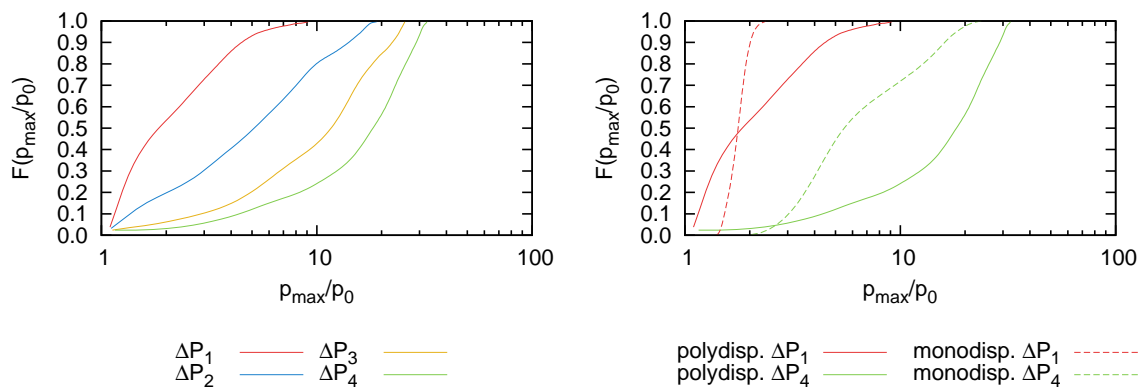 1.0
0.9
0.8
0.7
0.6
0.5
0.4
0.3
0.2
0.1
0.0
F(pmax/p0)
1 10 100
pmax/p0
ΔP1 ΔP3
ΔP2 ΔP4
1.0
0.9
0.8
0.7
0.6
0.5
0.4
0.3
0.2
0.1
0.0
F(pmax/p0)
1 10 100
pmax/p0
polydisp. ΔP1 monodisp. ΔP1
polydisp. ΔP4 monodisp. ΔP4